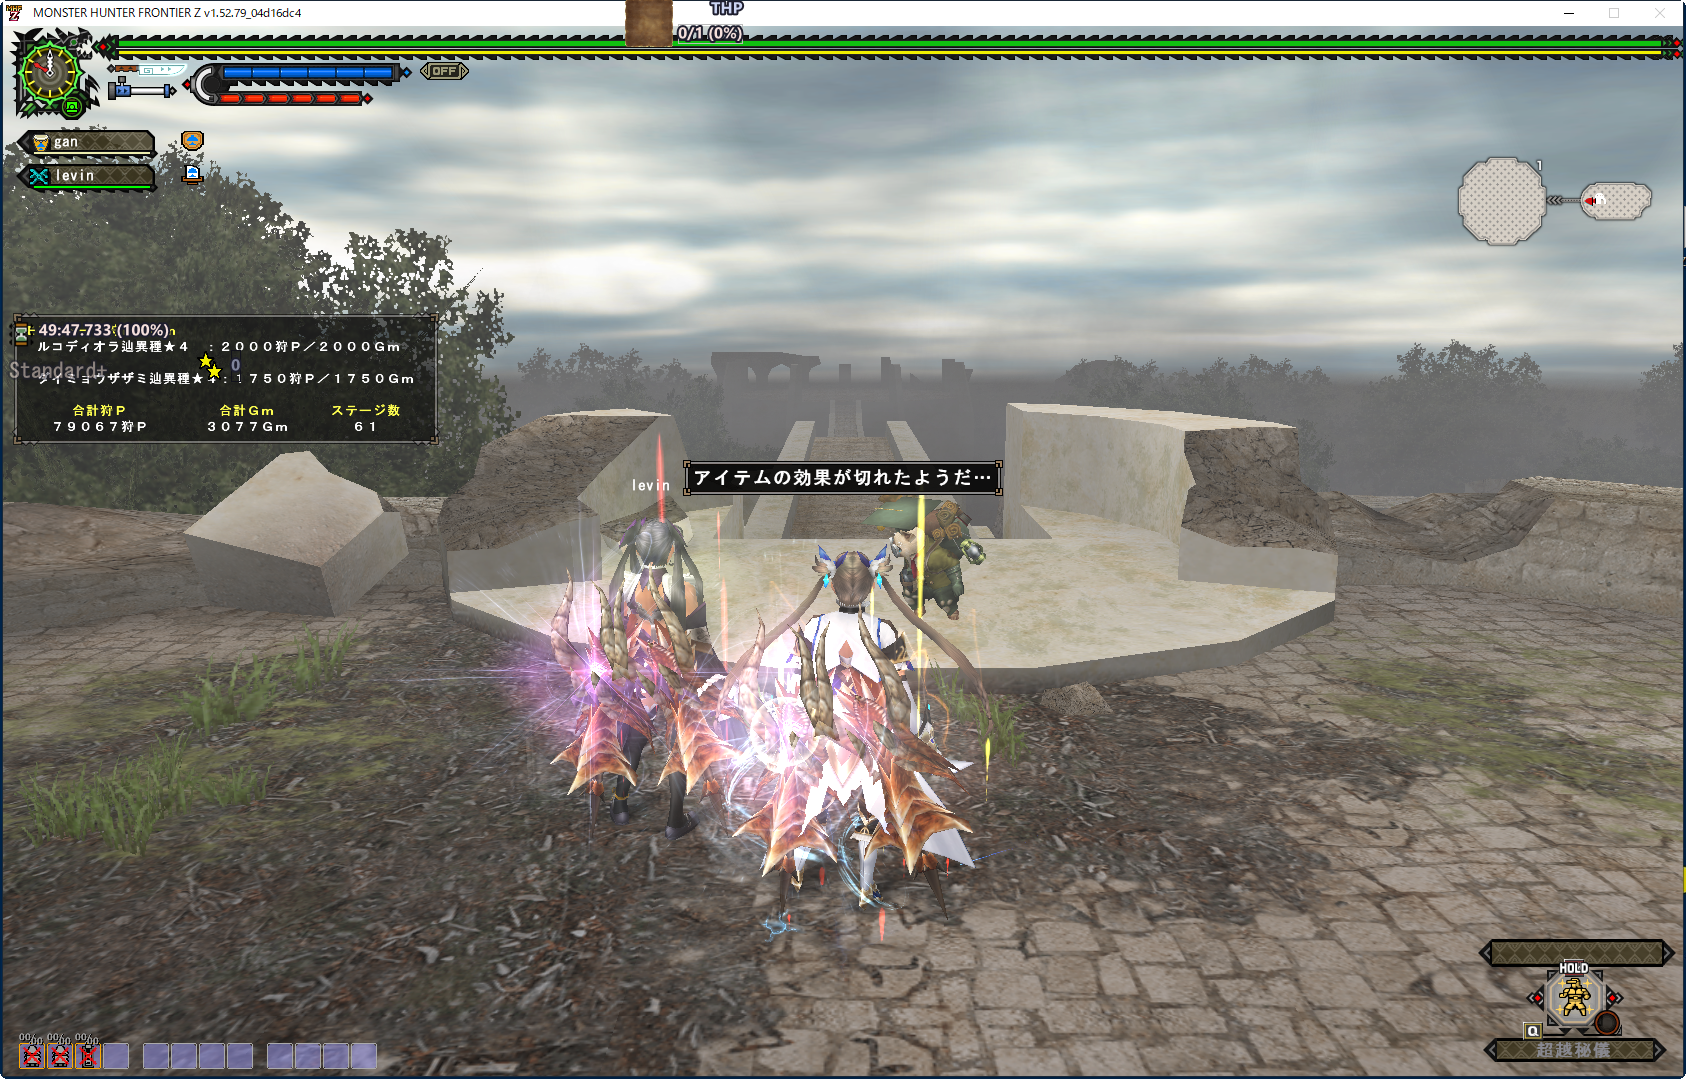 MONSTER HUNTER FRONTIER Z v1.52.79_04d16dc4
THP
0/1 (0%)
OFF
gan
levin
1
49:47.733 (100%)
ルコディオラ辿異種★4 ：2000狩P／2000Gm
Standard+
0
ダイミョウザザミ辿異種★4：1750狩P／1750Gm
合計狩P 合計Gm ステージ数
79067狩P 3077Gm 61
levin
アイテムの効果が切れたようだ…
HOLD
Q
超越秘儀